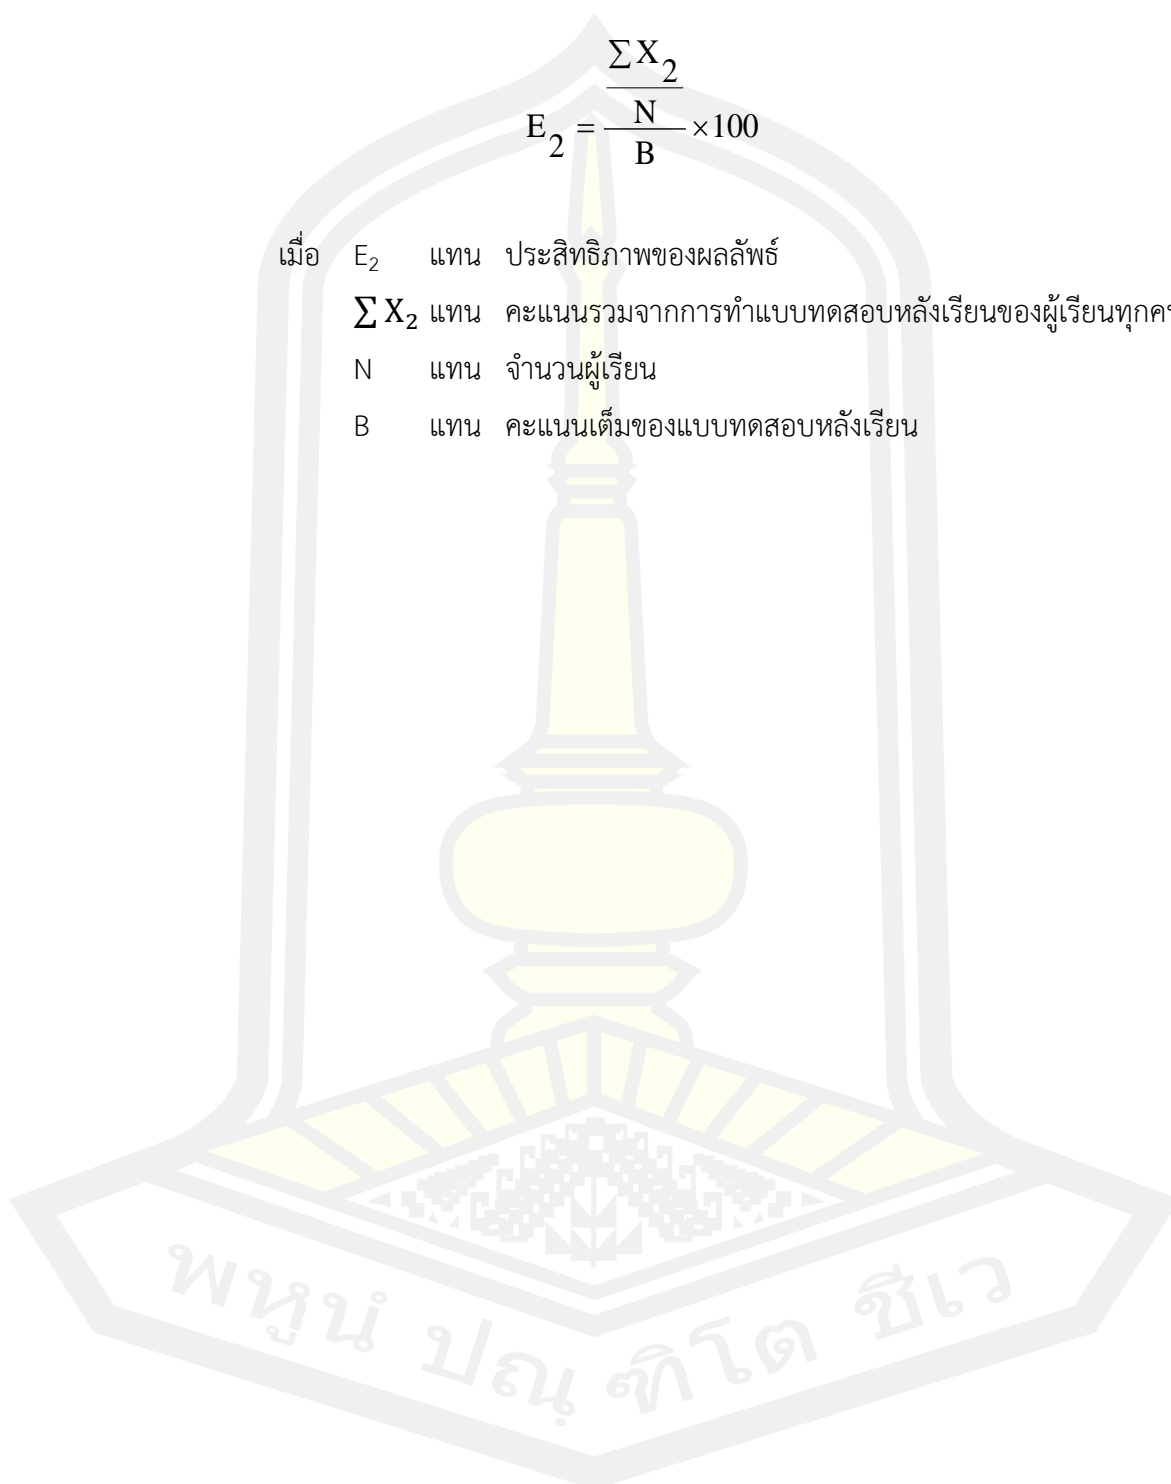 E₂ = (∑X₂ / N) / B ×100
เมื่อ E₂ แทน ประสิทธิภาพของผลลัพธ์
∑X₂ แทน คะแนนรวมจากการทำแบบทดสอบหลังเรียนของผู้เรียน
N แทน จำนวนผู้เรียน
B แทน คะแนนเต็มของแบบทดสอบหลังเรียน
พหูนํ ปณฺฑิโต ชีเว